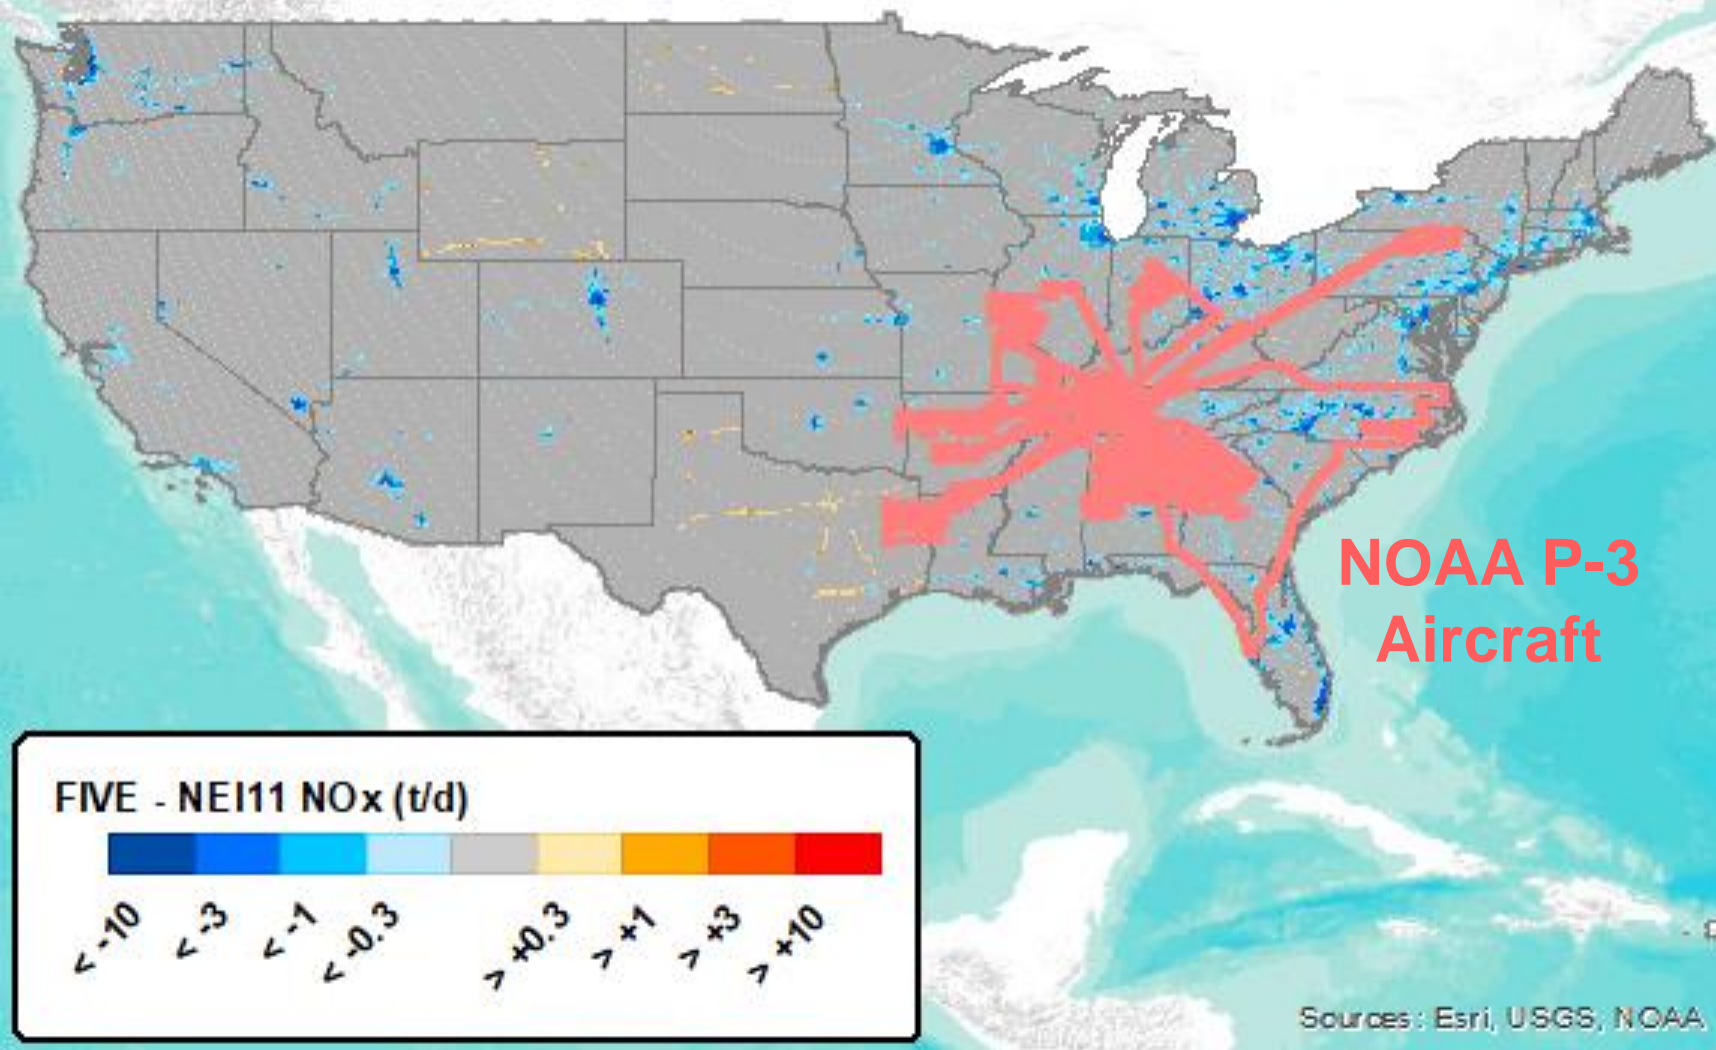 NOAA P-3
Aircraft
FIVE - NEI11 NOx (t/d)
< -10
< -3
< -1
< -0.3
> +0.3
> +1
> +3
> +10
Sources: Esri, USGS, NOAA